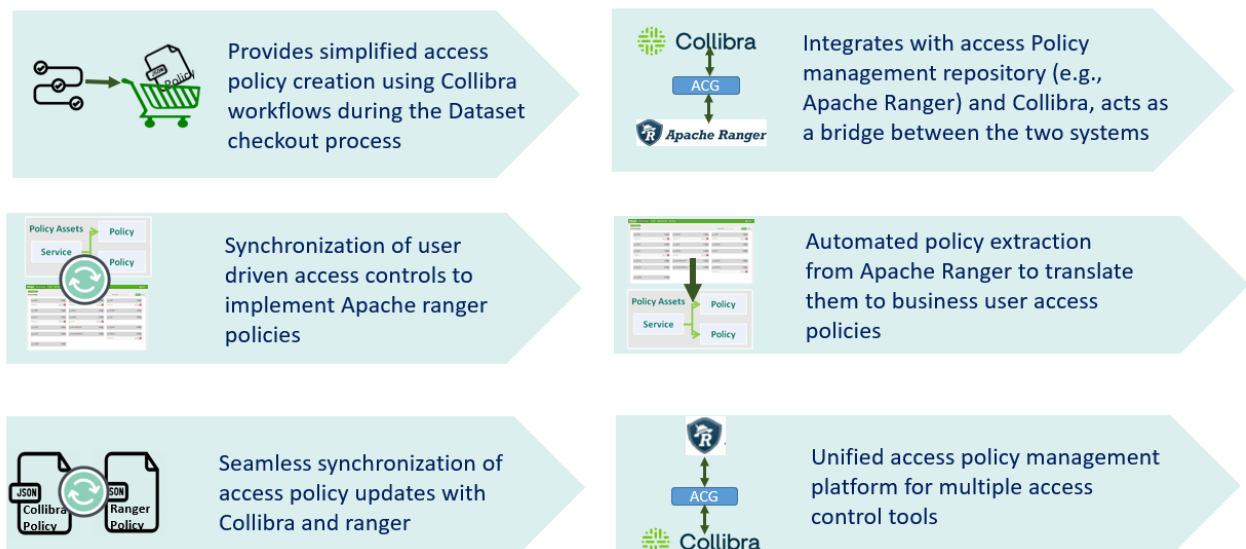 JSON
Policy
Provides simplified access
policy creation using Collibra
workflows during the Dataset
checkout process
Collibra
ACG
R
Apache Ranger
Integrates with access Policy
management repository (e.g.,
Apache Ranger) and Collibra, acts as
a bridge between the two systems
Policy Assets
Policy
Service
Policy
Synchronization of user
driven access controls to
implement Apache ranger
policies
Policy Assets
Policy
Service
Policy
Automated policy extraction
from Apache Ranger to translate
them to business user access
policies
JSON
Collibra
Policy
SON
Ranger
Policy
Seamless synchronization of
access policy updates with
Collibra and ranger
R
ACG
Collibra
Unified access policy management
platform for multiple access
control tools